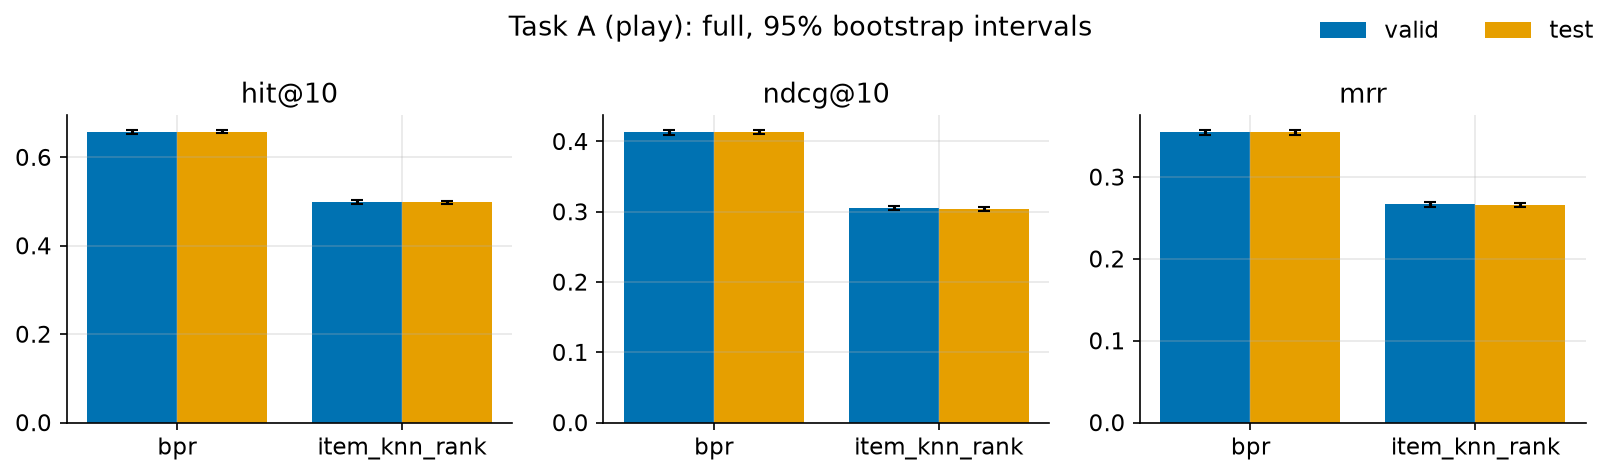 Task A (play): full, 95% bootstrap intervals
valid
test
hit@10
0.6
0.4
0.2
0.0
bpr
item_knn_rank
ndcg@10
0.4
0.3
0.2
0.1
0.0
bpr
item_knn_rank
mrr
0.3
0.2
0.1
0.0
bpr
item_knn_rank